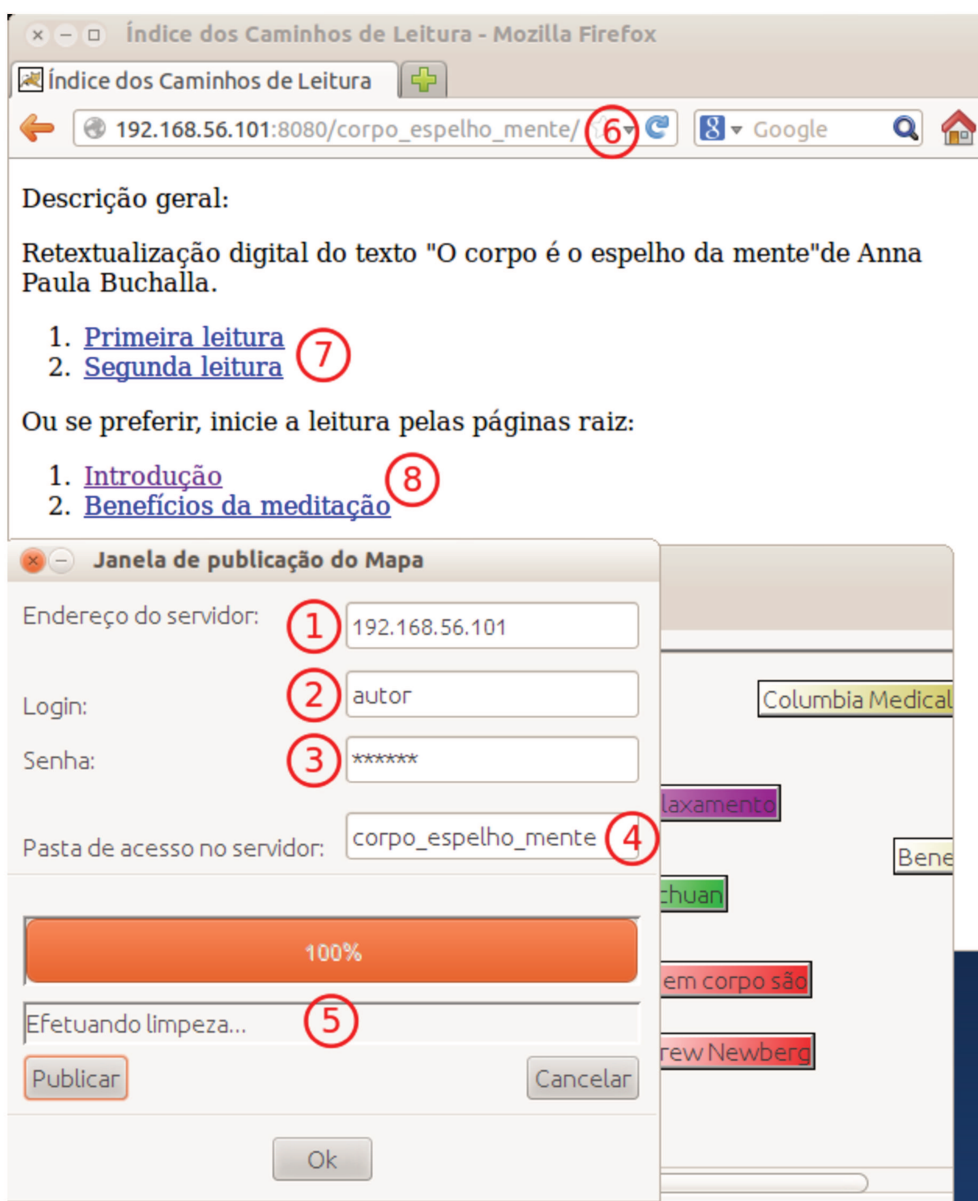 Índice dos Caminhos de Leitura - Mozilla Firefox
Índice dos Caminhos de Leitura
192.168.56.101:8080/corpo_espelho_mente/ 6 8 Google
Descrição geral:
Retextualização digital do texto "O corpo é o espelho da mente"de Anna
Paula Buchalla.
1. Primeira leitura
7
2. Segunda leitura
Ou se preferir, inicie a leitura pelas páginas raiz:
1. Introdução
8
2. Benefícios da meditação
Janela de publicação do Mapa
Endereço do servidor: 1 192.168.56.101
Login: 2 autor
Senha: 3 ******
Pasta de acesso no servidor: corpo_espelho_mente 4
100%
Efetuando limpeza... 5
Publicar Cancelar
Ok
Columbia Medical
laxamento
Bene
chuan
em corpo são
rew Newberg